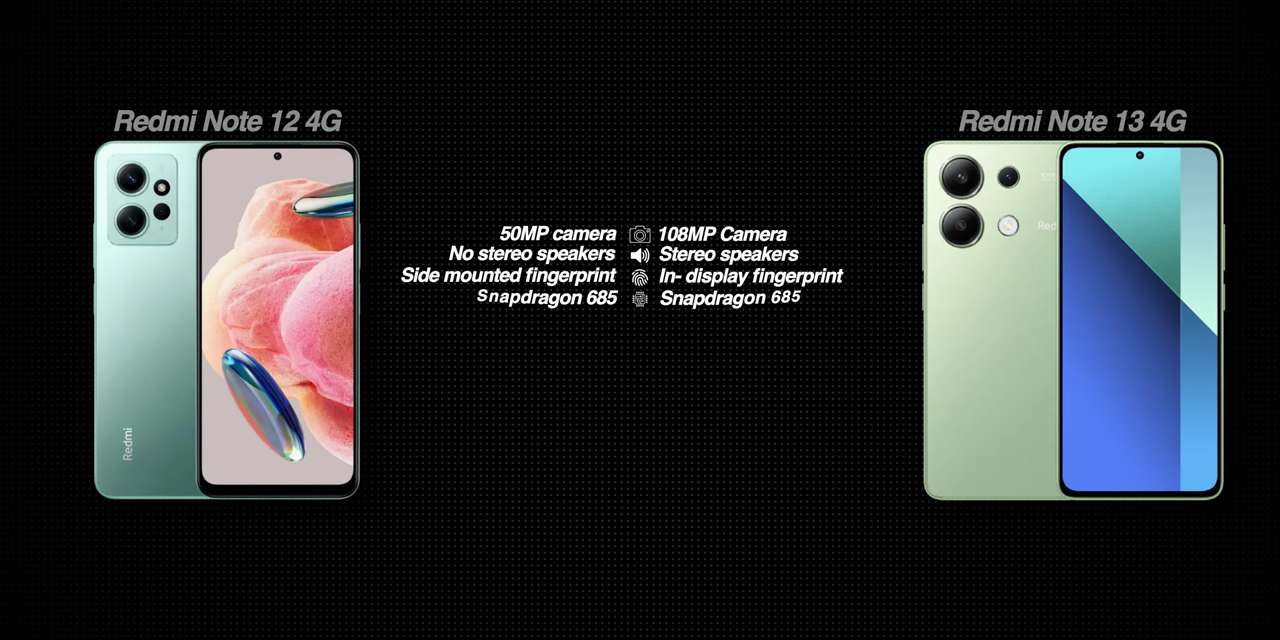 Redmi Note 12 4G
Redmi Note 13 4G
50MP camera 108MP Camera
No stereo speakers Stereo speakers
Side mounted fingerprint In- display fingerprint
Snapdragon 685 Snapdragon 685
Redmi
Red